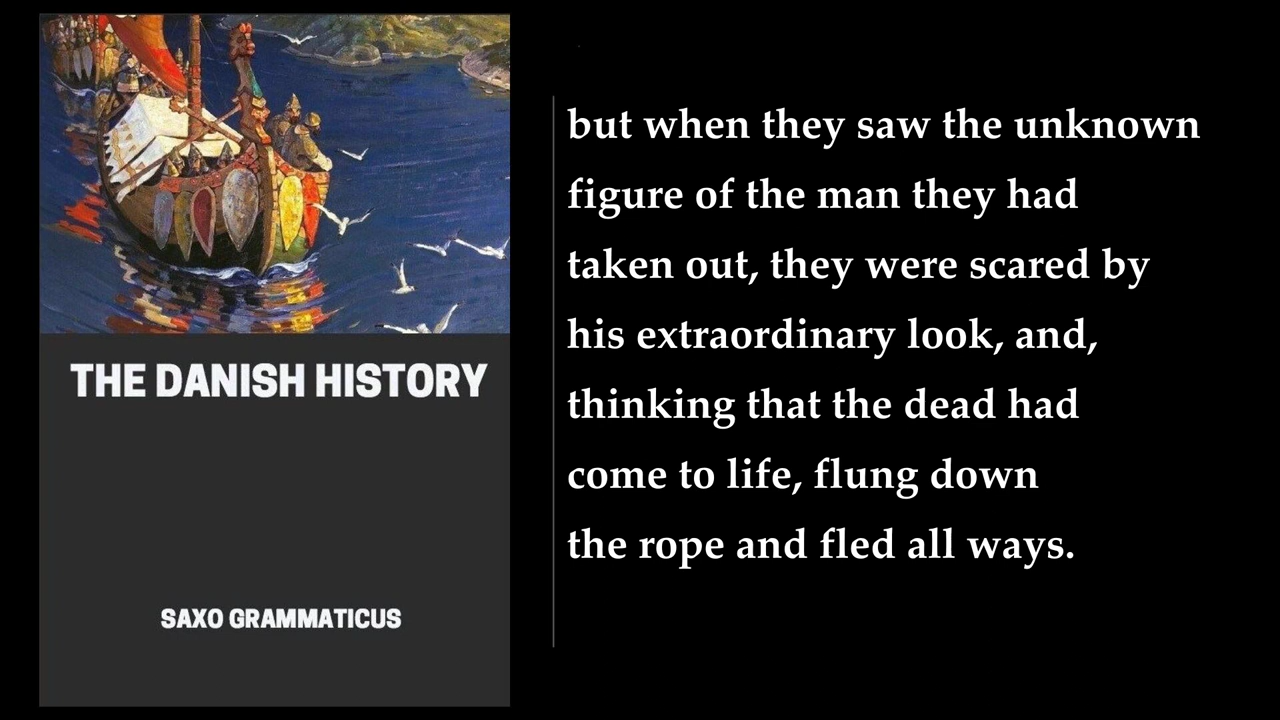 THE DANISH HISTORY
SAXO GRAMMATICUS
but when they saw the unknown
figure of the man they had
taken out, they were scared by
his extraordinary look, and,
thinking that the dead had
come to life, flung down
the rope and fled all ways.